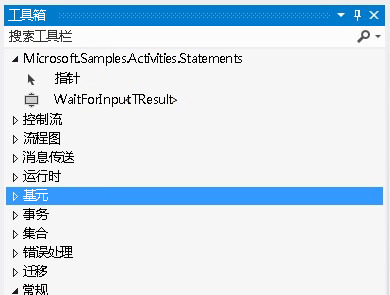 工具箱
搜索工具栏
Microsoft.Samples.Activities.Statements
指针
WaitForInput<TResult>
控制流
流程图
消息传送
运行时
基元
事务
集合
错误处理
迁移
常规